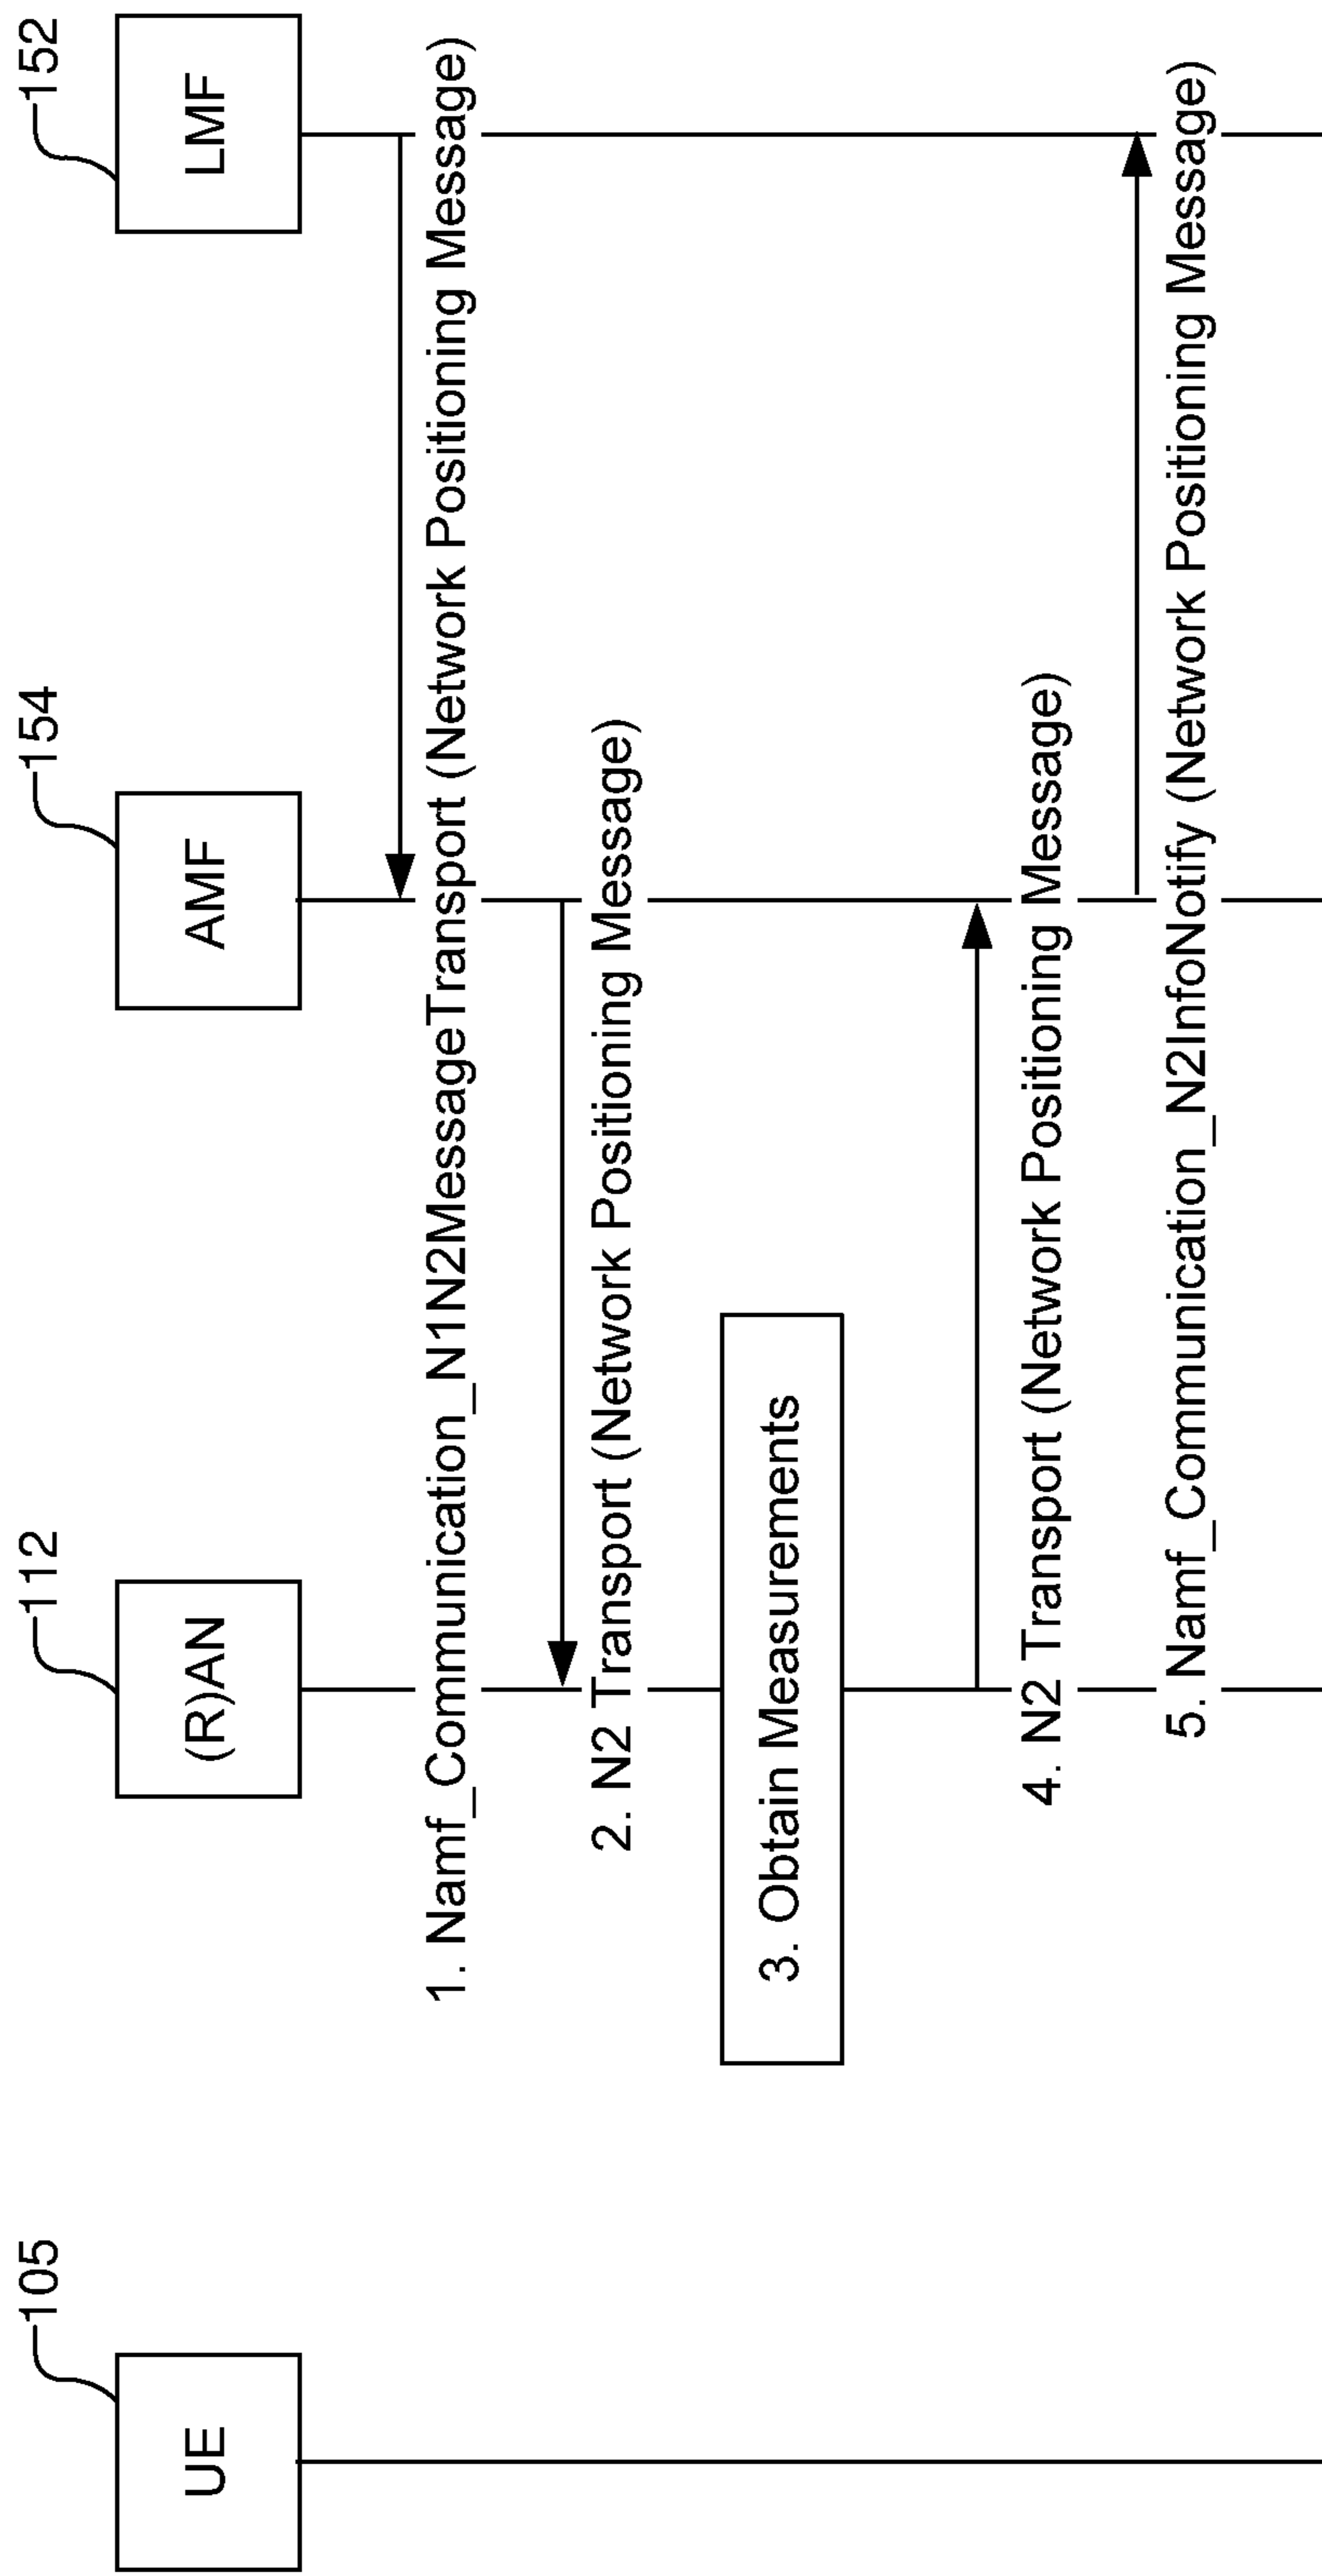 105
112
154
152
UE
(R)AN
AMF
LMF
1. Namf_Communication_N1N2MessageTransport (Network Positioning Message)
2. N2 Transport (Network Positioning Message)
3. Obtain Measurements
4. N2 Transport (Network Positioning Message)
5. Namf_Communication_N2InfoNotify (Network Positioning Message)